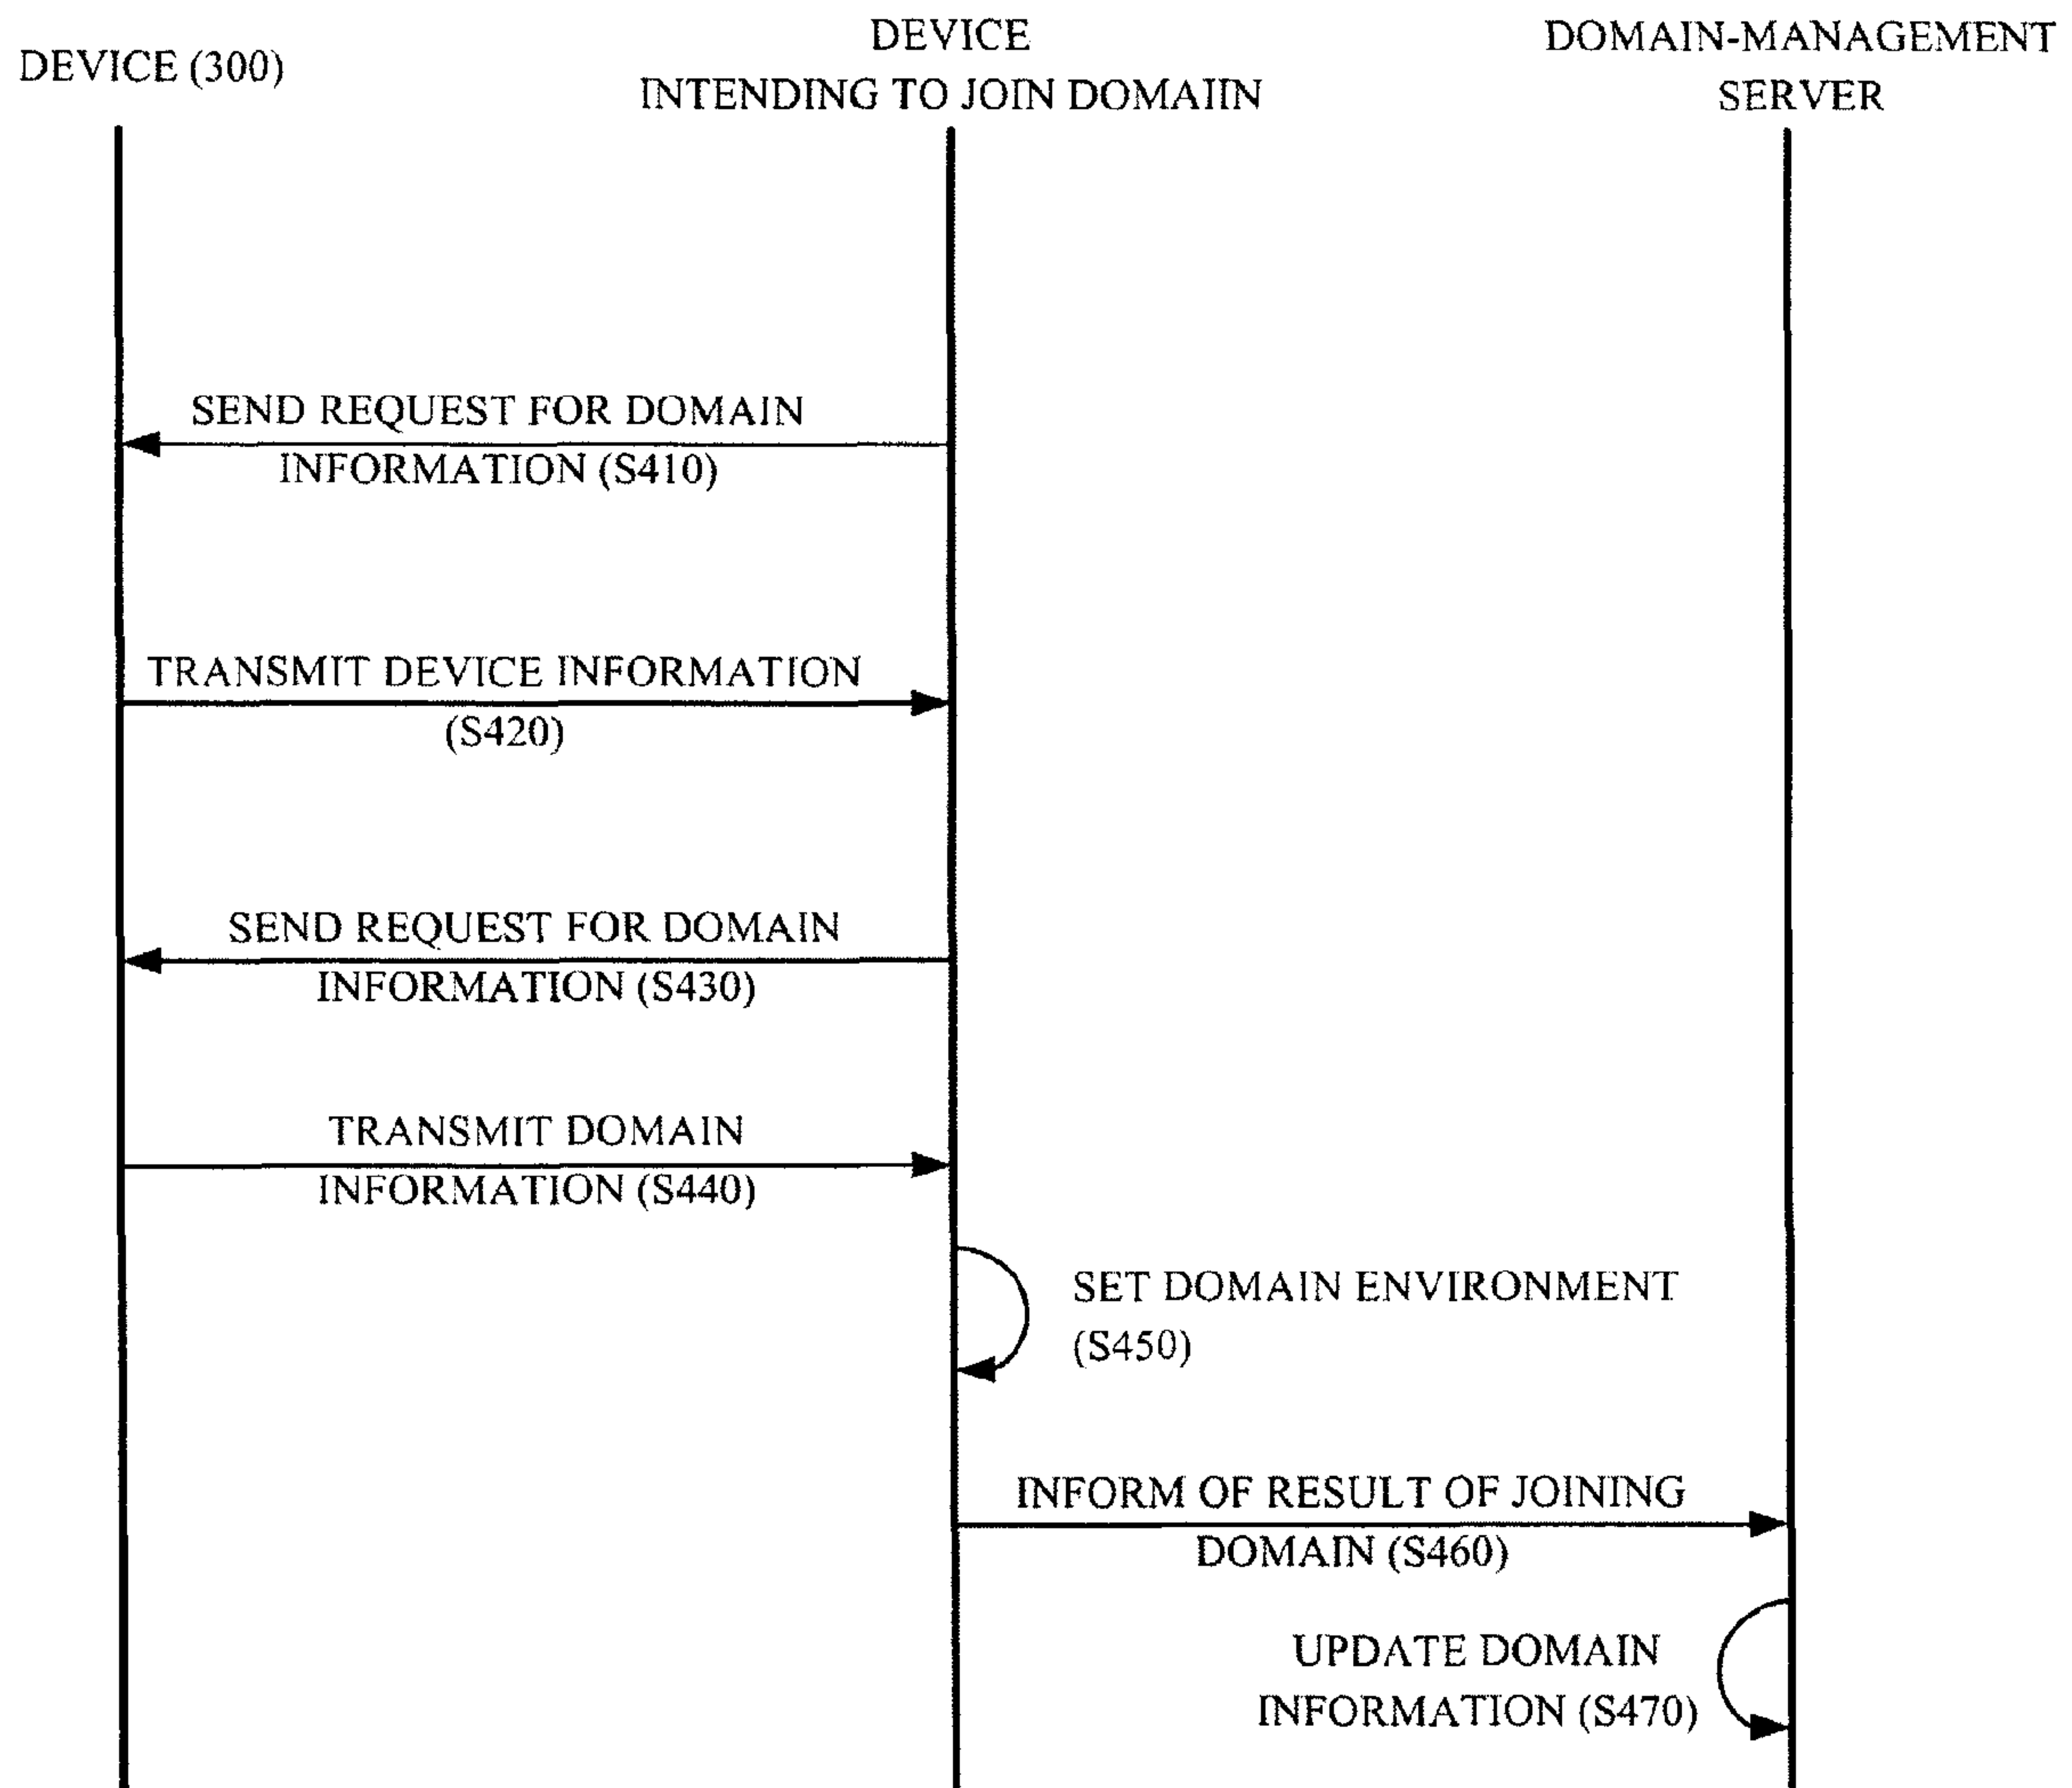 DEVICE (300)
DEVICE
INTENDING TO JOIN DOMAIIN
DOMAIN-MANAGEMENT
SERVER
SEND REQUEST FOR DOMAIN
INFORMATION (S410)
TRANSMIT DEVICE INFORMATION
(S420)
SEND REQUEST FOR DOMAIN
INFORMATION (S430)
TRANSMIT DOMAIN
INFORMATION (S440)
SET DOMAIN ENVIRONMENT
(S450)
INFORM OF RESULT OF JOINING
DOMAIN (S460)
UPDATE DOMAIN
INFORMATION (S470)